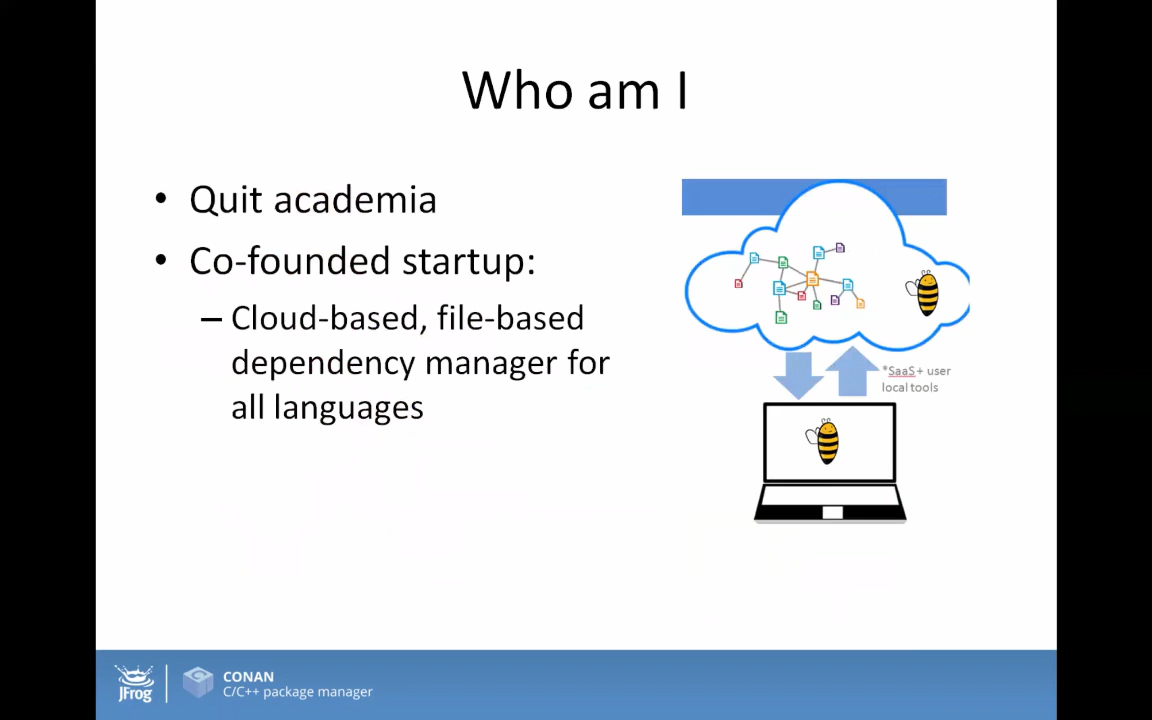 Who am I
• Quit academia
• Co-founded startup:
– Cloud-based, file-based
dependency manager for
all languages
*SaaS + user
local tools
JFrog
CONAN
C/C++ package manager